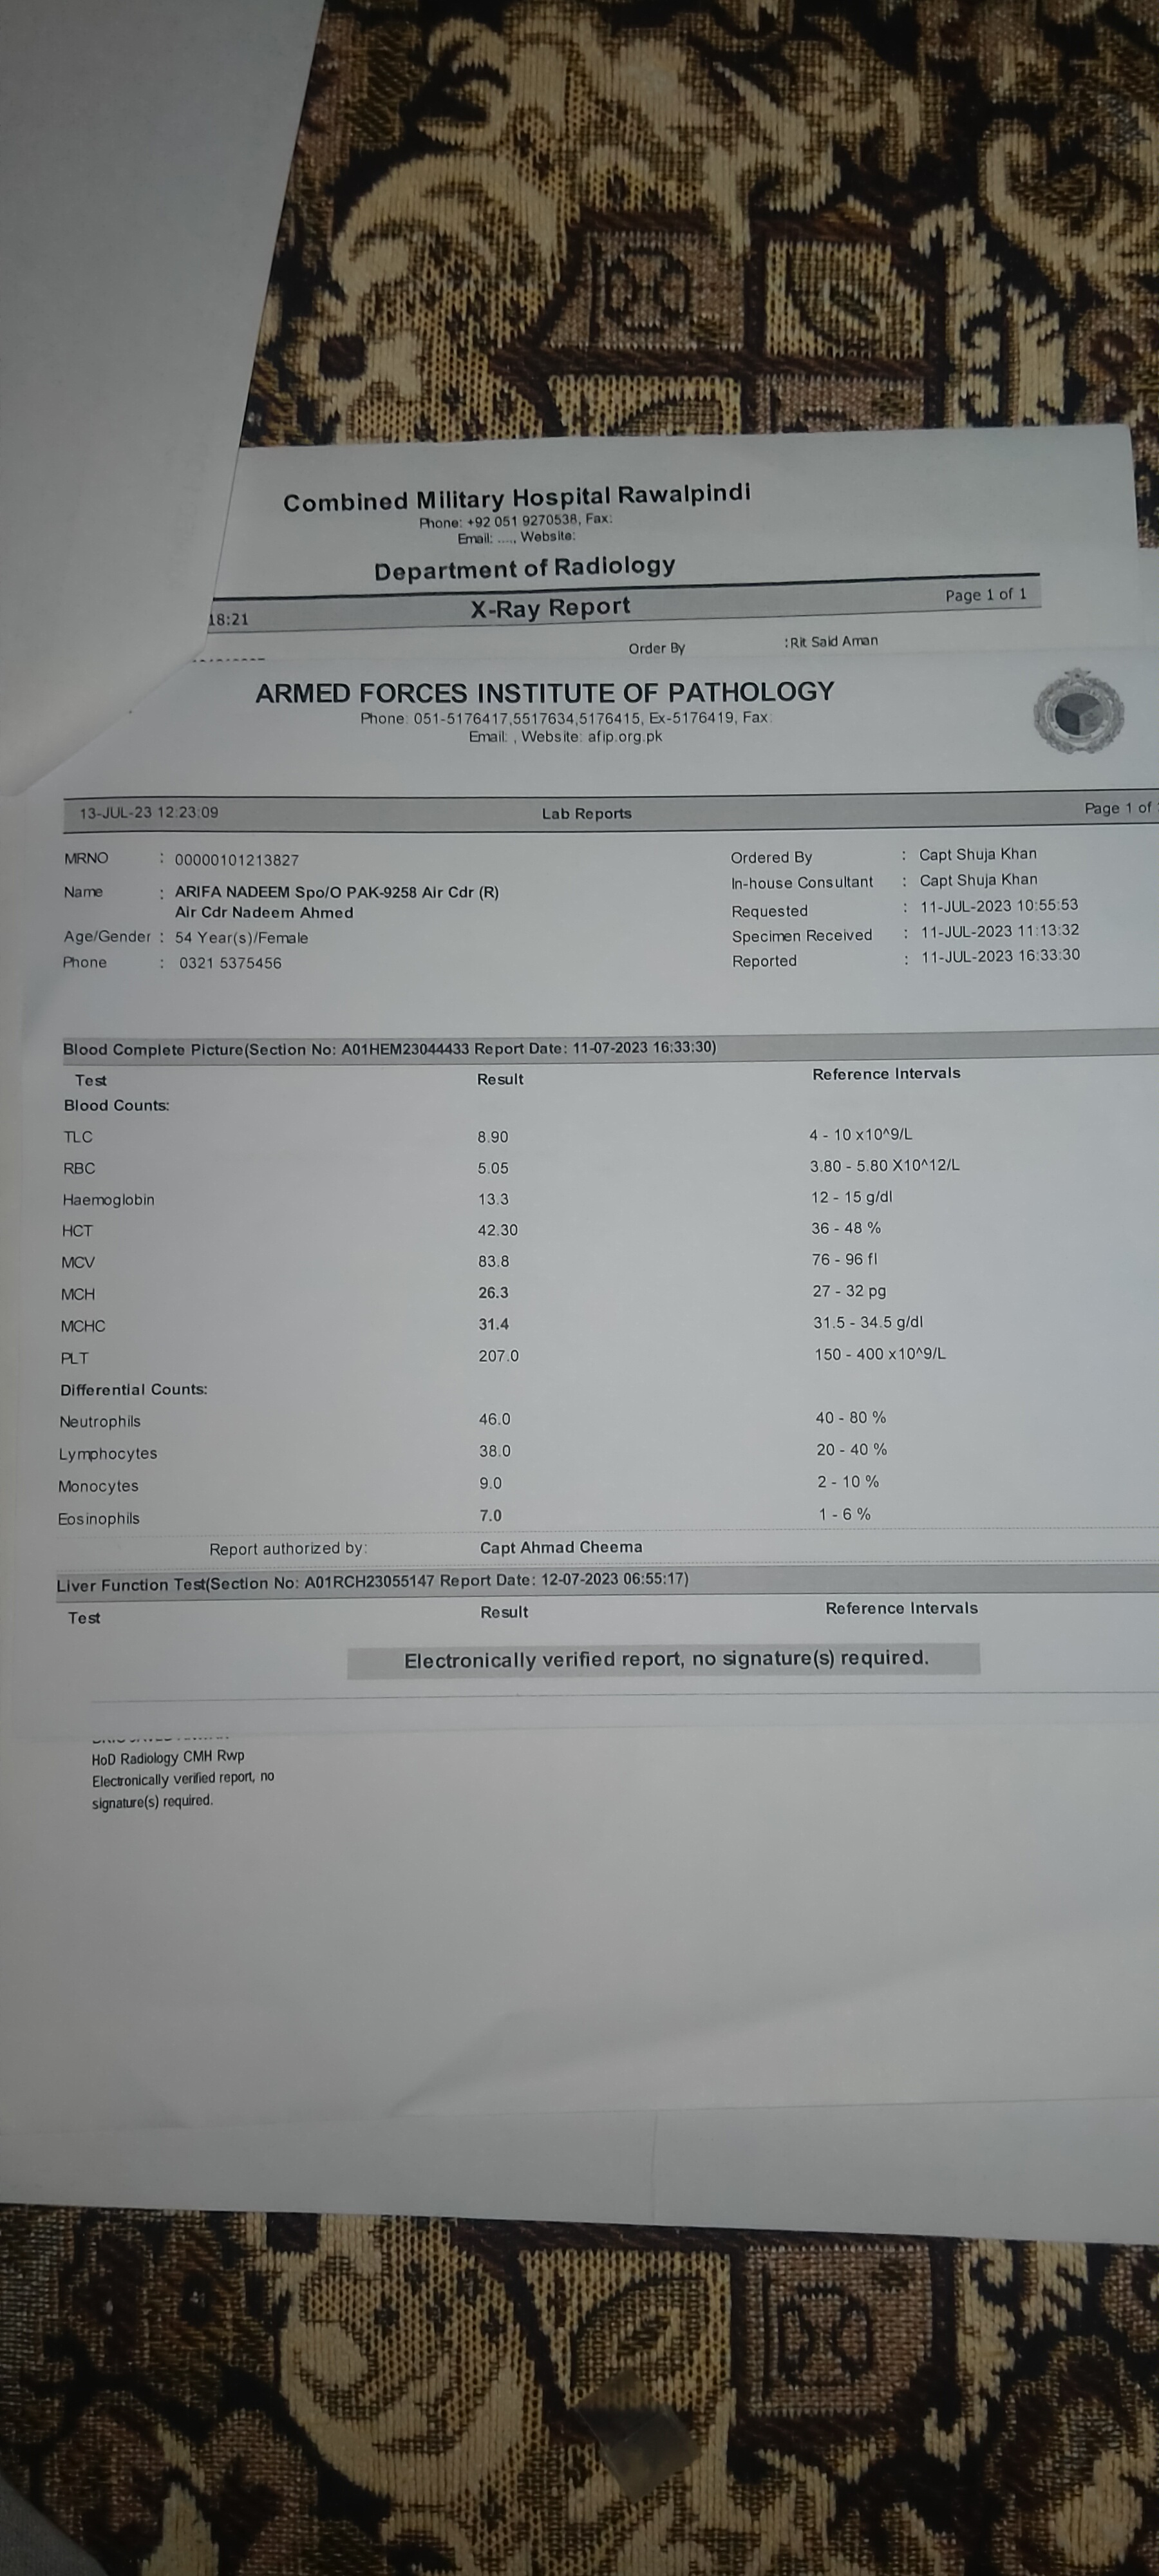 Combined Military Hospital Rawalpindi
Phone: +92 051 9270538, Fax:
Email: ...., Website:
Department of Radiology
18:21 X-Ray Report Page 1 of 1
Order By :Rit Said Aman
ARMED FORCES INSTITUTE OF PATHOLOGY
Phone: 051-5176417,5517634,5176415, Ex-5176419, Fax:
Email: , Website: afip.org.pk
13-JUL-23 12:23:09 Lab Reports Page 1 of
MRNO : 00000101213827 Ordered By : Capt Shuja Khan
In-house Consultant : Capt Shuja Khan
Name : ARIFA NADEEM Spo/O PAK-9258 Air Cdr (R)
Air Cdr Nadeem Ahmed Requested : 11-JUL-2023 10:55:53
Age/Gender : 54 Year(s)/Female Specimen Received : 11-JUL-2023 11:13:32
Phone : 0321 5375456 Reported : 11-JUL-2023 16:33:30
Blood Complete Picture(Section No: A01HEM23044433 Report Date: 11-07-2023 16:33:30)
Test Result Reference Intervals
Blood Counts:
TLC 8.90 4 - 10 x10^9/L
RBC 5.05 3.80 - 5.80 X10^12/L
Haemoglobin 13.3 12 - 15 g/dl
HCT 42.30 36 - 48 %
MCV 83.8 76 - 96 fl
MCH 26.3 27 - 32 pg
MCHC 31.4 31.5 - 34.5 g/dl
PLT 207.0 150 - 400 x10^9/L
Differential Counts:
Neutrophils 46.0 40 - 80 %
Lymphocytes 38.0 20 - 40 %
Monocytes 9.0 2 - 10 %
Eosinophils 7.0 1 - 6 %
Report authorized by: Capt Ahmad Cheema
Liver Function Test(Section No: A01RCH23055147 Report Date: 12-07-2023 06:55:17)
Test Result Reference Intervals
Electronically verified report, no signature(s) required.
HoD Radiology CMH Rwp
Electronically verified report, no
signature(s) required.